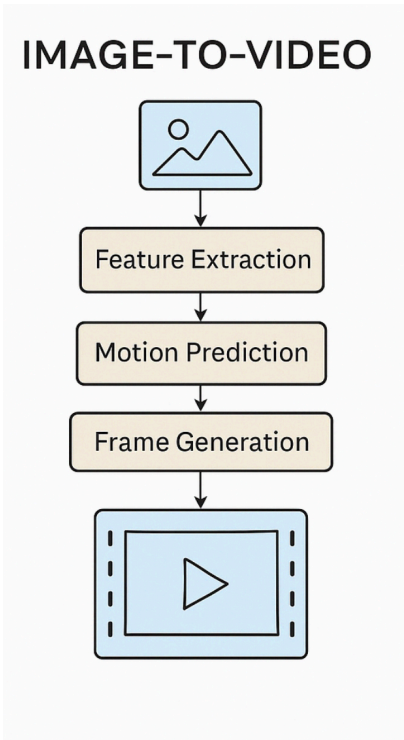 IMAGE-TO-VIDEO
Feature Extraction
Motion Prediction
Frame Generation